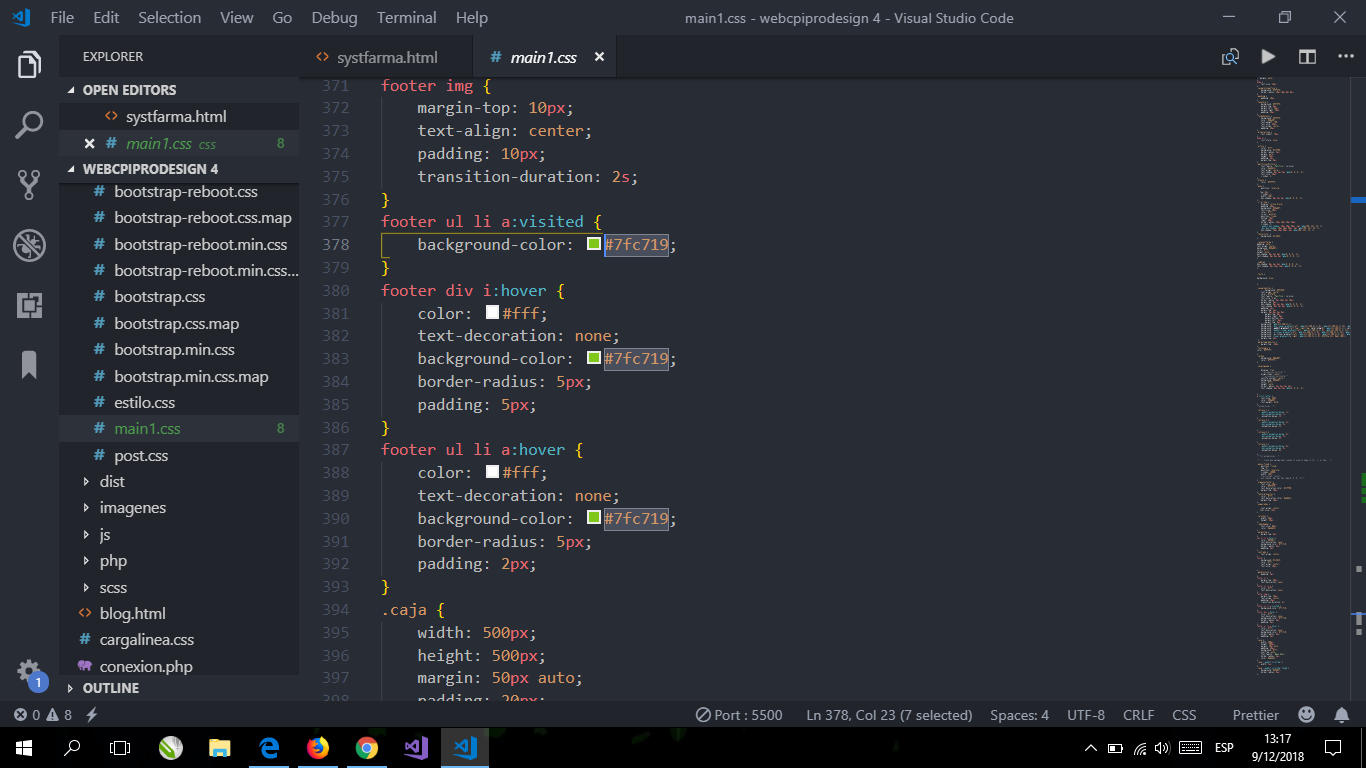 File Edit Selection View Go Debug Terminal Help main1.css - webcpiprodesign 4 - Visual Studio Code
EXPLORER
OPEN EDITORS
systfarma.html
main1.css css 8
WEBCPIPRODESIGN 4
bootstrap-reboot.css
bootstrap-reboot.css.map
bootstrap-reboot.min.css
bootstrap-reboot.min.css...
bootstrap.css
bootstrap.css.map
bootstrap.min.css
bootstrap.min.css.map
estilo.css
main1.css 8
post.css
dist
imagenes
js
php
scss
blog.html
cargalinea.css
conexion.php
OUTLINE
1
systfarma.html # main1.css
371 footer img {
372 margin-top: 10px;
373 text-align: center;
374 padding: 10px;
375 transition-duration: 2s;
376 }
377 footer ul li a:visited {
378 background-color: #7fc719;
379 }
380 footer div i:hover {
381 color: #fff;
382 text-decoration: none;
383 background-color: #7fc719;
384 border-radius: 5px;
385 padding: 5px;
386 }
387 footer ul li a:hover {
388 color: #fff;
389 text-decoration: none;
390 background-color: #7fc719;
391 border-radius: 5px;
392 padding: 2px;
393 }
394 .caja {
395 width: 500px;
396 height: 500px;
397 margin: 50px auto;
398 padding: 20px;
0 8 Port : 5500 Ln 378, Col 23 (7 selected) Spaces: 4 UTF-8 CRLF CSS Prettier
ESP 13:17
9/12/2018